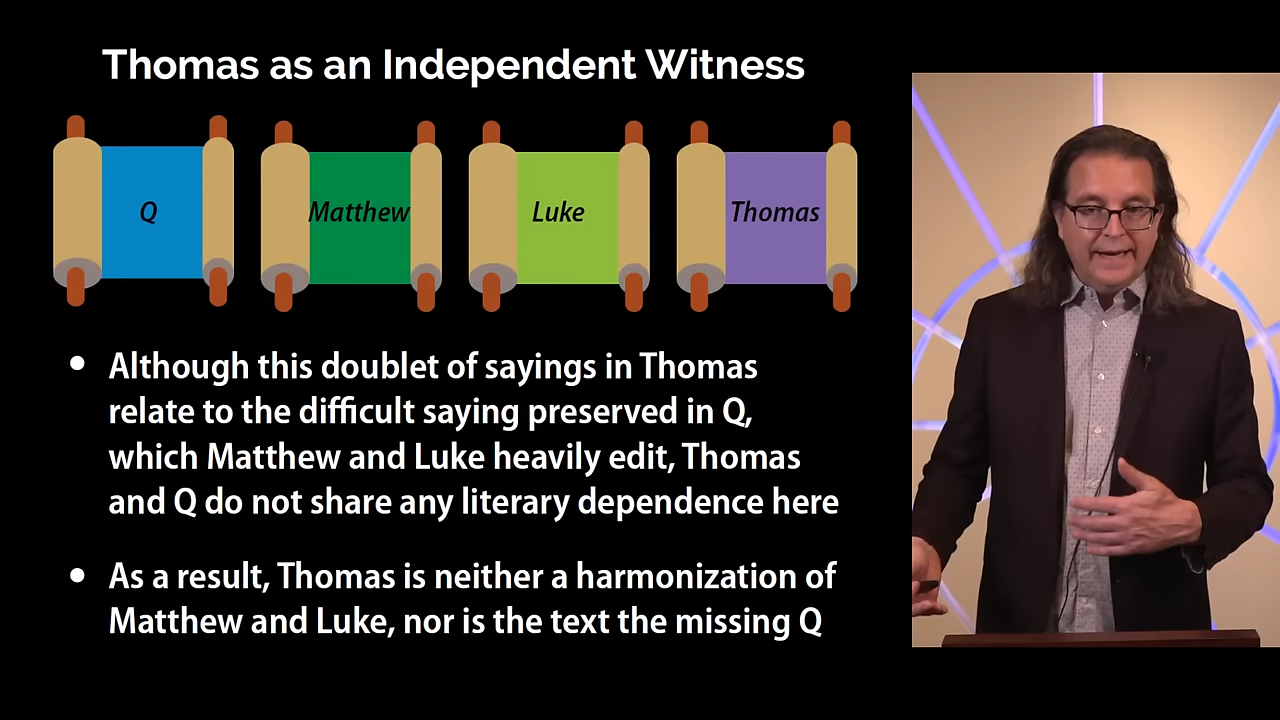 Thomas as an Independent Witness
Q
Matthew
Luke
Thomas
• Although this doublet of sayings in Thomas
relate to the difficult saying preserved in Q,
which Matthew and Luke heavily edit, Thomas
and Q do not share any literary dependence here
• As a result, Thomas is neither a harmonization of
Matthew and Luke, nor is the text the missing Q